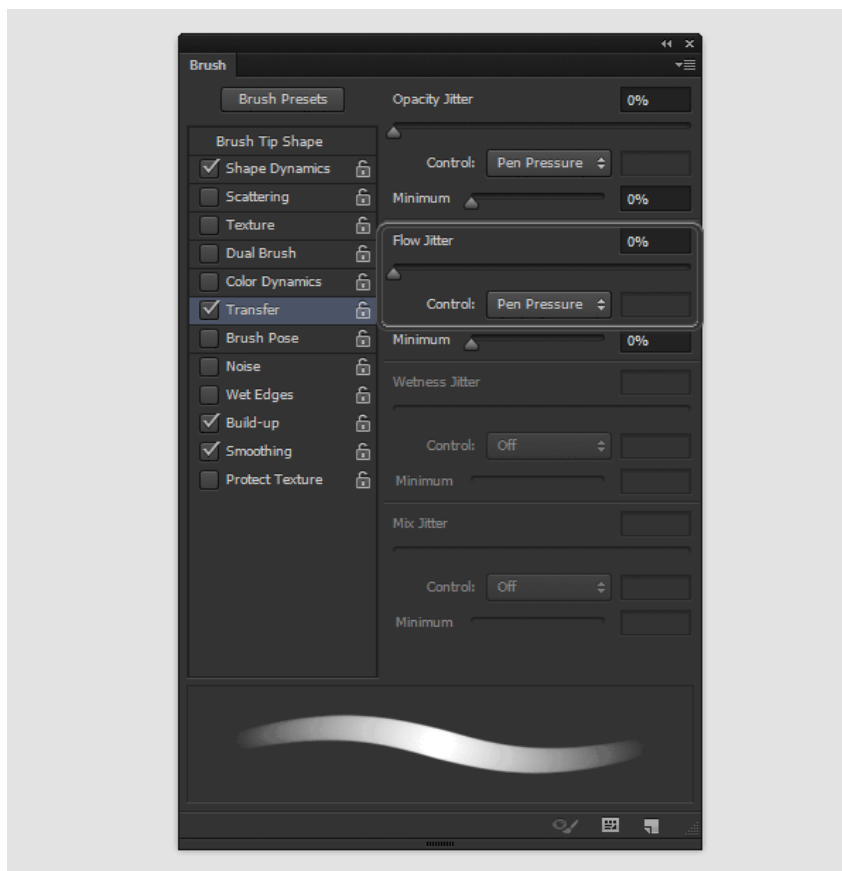 Brush
Brush Presets
Brush Tip Shape
Shape Dynamics
Scattering
Texture
Dual Brush
Color Dynamics
Transfer
Brush Pose
Noise
Wet Edges
Build-up
Smoothing
Protect Texture
Opacity Jitter 0%
Control: Pen Pressure
Minimum 0%
Flow Jitter 0%
Control: Pen Pressure
Minimum 0%
Wetness Jitter
Control: Off
Minimum
Mix Jitter
Control: Off
Minimum